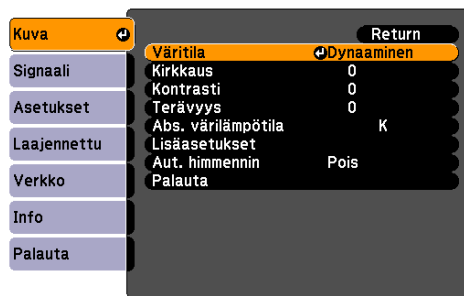 Kuva
Signaali
Asetukset
Laajennettu
Verkko
Info
Palauta
Return
Väritila Dynaaminen
Kirkkaus 0
Kontrasti 0
Terävyys 0
Abs. värilämpötila K
Lisäasetukset
Aut. himmennin Pois
Palauta